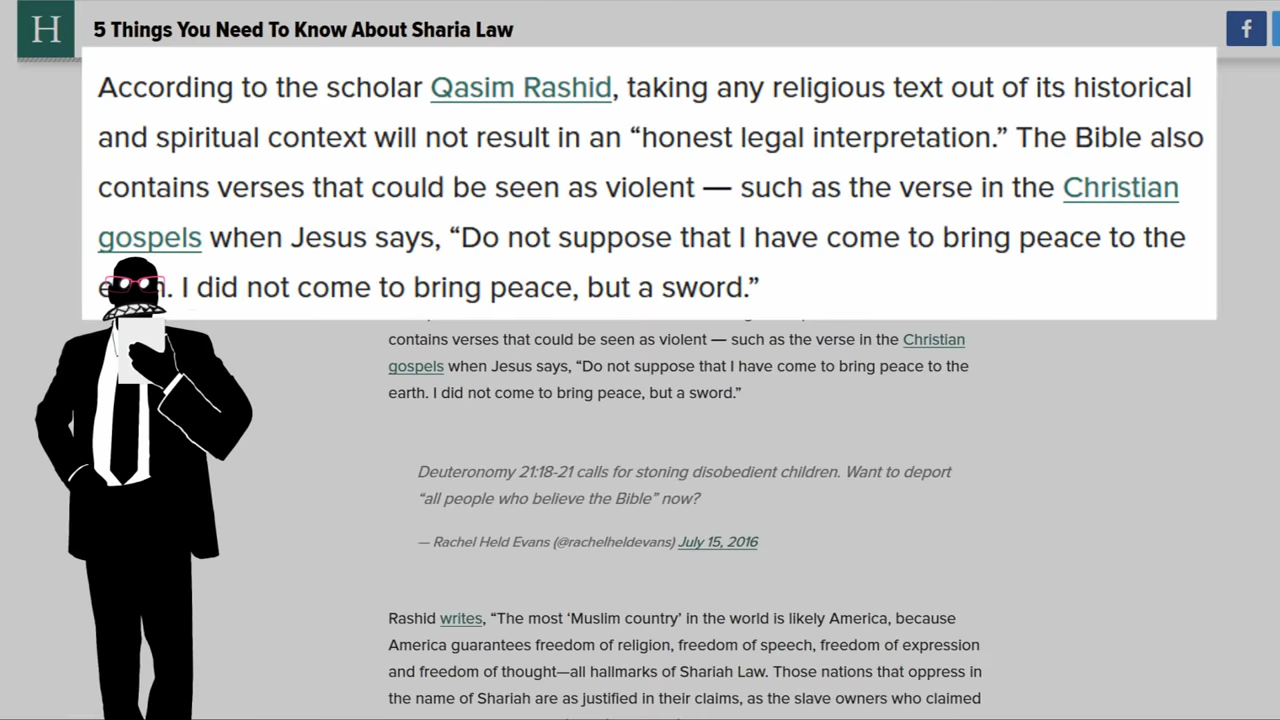 H
5 Things You Need To Know About Sharia Law
f
According to the scholar Qasim Rashid, taking any religious text out of its historical
and spiritual context will not result in an “honest legal interpretation.” The Bible also
contains verses that could be seen as violent — such as the verse in the Christian
gospels when Jesus says, “Do not suppose that I have come to bring peace to the
I did not come to bring peace, but a sword.”
contains verses that could be seen as violent — such as the verse in the Christian
gospels when Jesus says, “Do not suppose that I have come to bring peace to the
earth. I did not come to bring peace, but a sword.”
Deuteronomy 21:18-21 calls for stoning disobedient children. Want to deport
“all people who believe the Bible” now?
— Rachel Held Evans (@rachelheldevans) July 15, 2016
Rashid writes, “The most ‘Muslim country’ in the world is likely America, because
America guarantees freedom of religion, freedom of speech, freedom of expression
and freedom of thought—all hallmarks of Shariah Law. Those nations that oppress in
the name of Shariah are as justified in their claims, as the slave owners who claimed